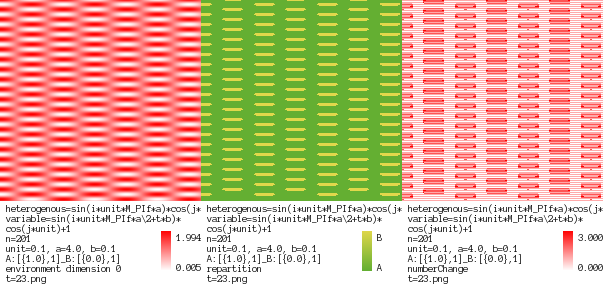 heterogenous=sin(i*unit*M_PIf*a)*cos(j*
variable=sin(i*unit*M_PIf*a\2+t*b)*
cos(j*unit)+1
n=201
unit=0.1, a=4.0, b=0.1
A:[{1.0},1]_B:[{0.0},1]
environment dimension 0
t=23.png
1.994
0.005
heterogenous=sin(i*unit*M_PIf*a)*cos(j*
variable=sin(i*unit*M_PIf*a\2+t*b)*
cos(j*unit)+1
n=201
unit=0.1, a=4.0, b=0.1
A:[{1.0},1]_B:[{0.0},1]
repartition
t=23.png
B
A
heterogenous=sin(i*unit*M_PIf*a)*cos(j*
variable=sin(i*unit*M_PIf*a\2+t*b)*
cos(j*unit)+1
n=201
unit=0.1, a=4.0, b=0.1
A:[{1.0},1]_B:[{0.0},1]
numberChange
t=23.png
3.000
0.000